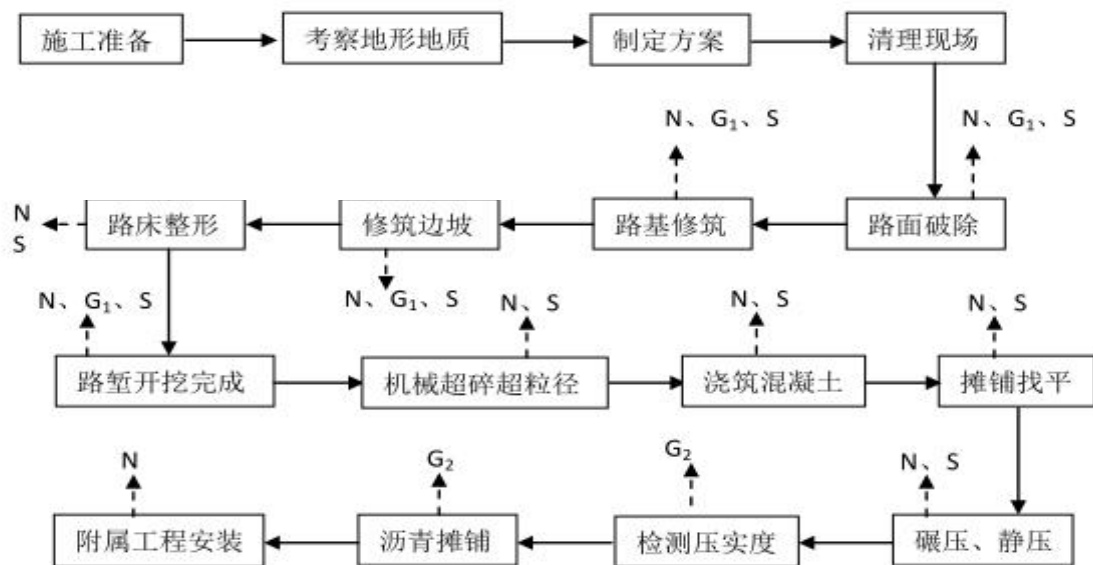 施工准备 考察地形地质 制定方案 清理现场
N、G₁、S N、G₁、S
N
S
路床整形 修筑边坡 路基修筑 路面破除
N、G₁、S N、G₁、S N、S N、S N、S
路堑开挖完成 机械超碎超粒径 浇筑混凝土 摊铺找平
N G₂ G₂ N、S
附属工程安装 沥青摊铺 检测压实度 碾压、静压